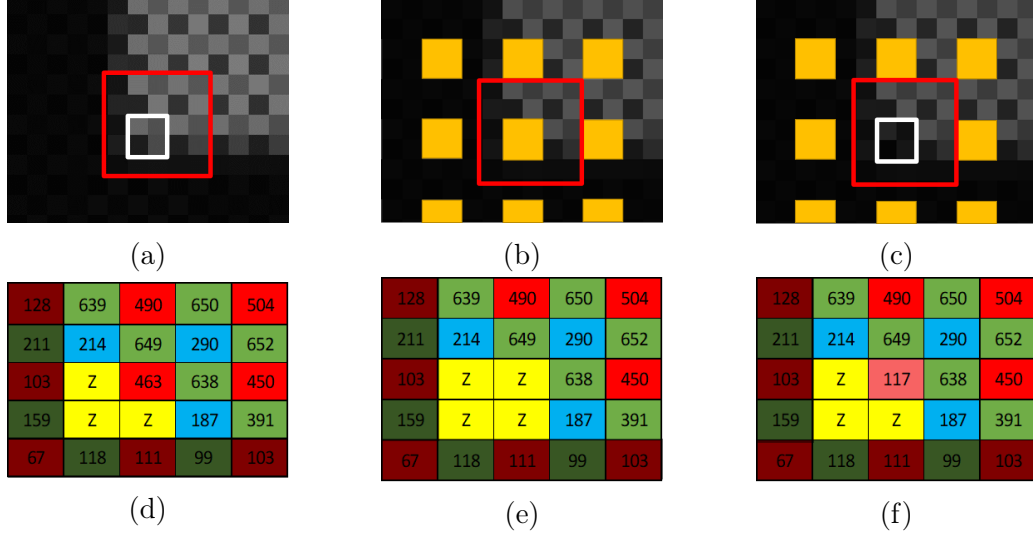 (a) (b) (c)
128 639 490 650 504 128 639 490 650 504 128 639 490 650 504
211 214 649 290 652 211 214 649 290 652 211 214 649 290 652
103 Z 463 638 450 103 Z Z 638 450 103 Z 117 638 450
159 Z Z 187 391 159 Z Z 187 391 159 Z Z 187 391
67 118 111 99 103 67 118 111 99 103 67 118 111 99 103
(d) (e) (f)